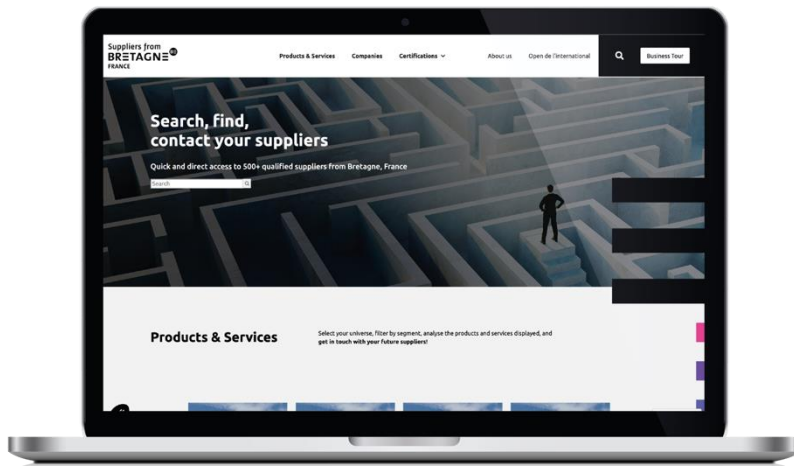 Suppliers from
BRETAGNE
FRANCE
Products & Services Companies Certifications About us Open de l'International Business Tour
Search, find,
contact your suppliers
Quick and direct access to 500+ qualified suppliers from Bretagne, France
Search
Products & Services
Select your universe, filter by segment, analyse the products and services displayed, and
get in touch with your future suppliers!